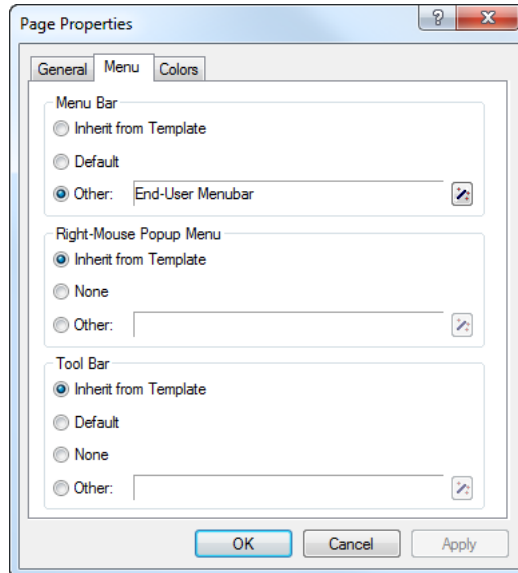 Page Properties
?
General Menu Colors
Menu Bar
Inherit from Template
Default
Other: End-User Menubar
Right-Mouse Popup Menu
Inherit from Template
None
Other:
Tool Bar
Inherit from Template
Default
None
Other:
OK Cancel Apply